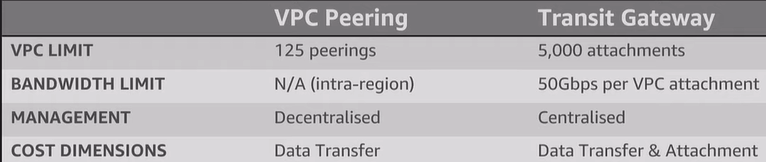 VPC Peering Transit Gateway
VPC LIMIT 125 peerings 5,000 attachments
BANDWIDTH LIMIT N/A (intra-region) 50Gbps per VPC attachment
MANAGEMENT Decentralised Centralised
COST DIMENSIONS Data Transfer Data Transfer & Attachment